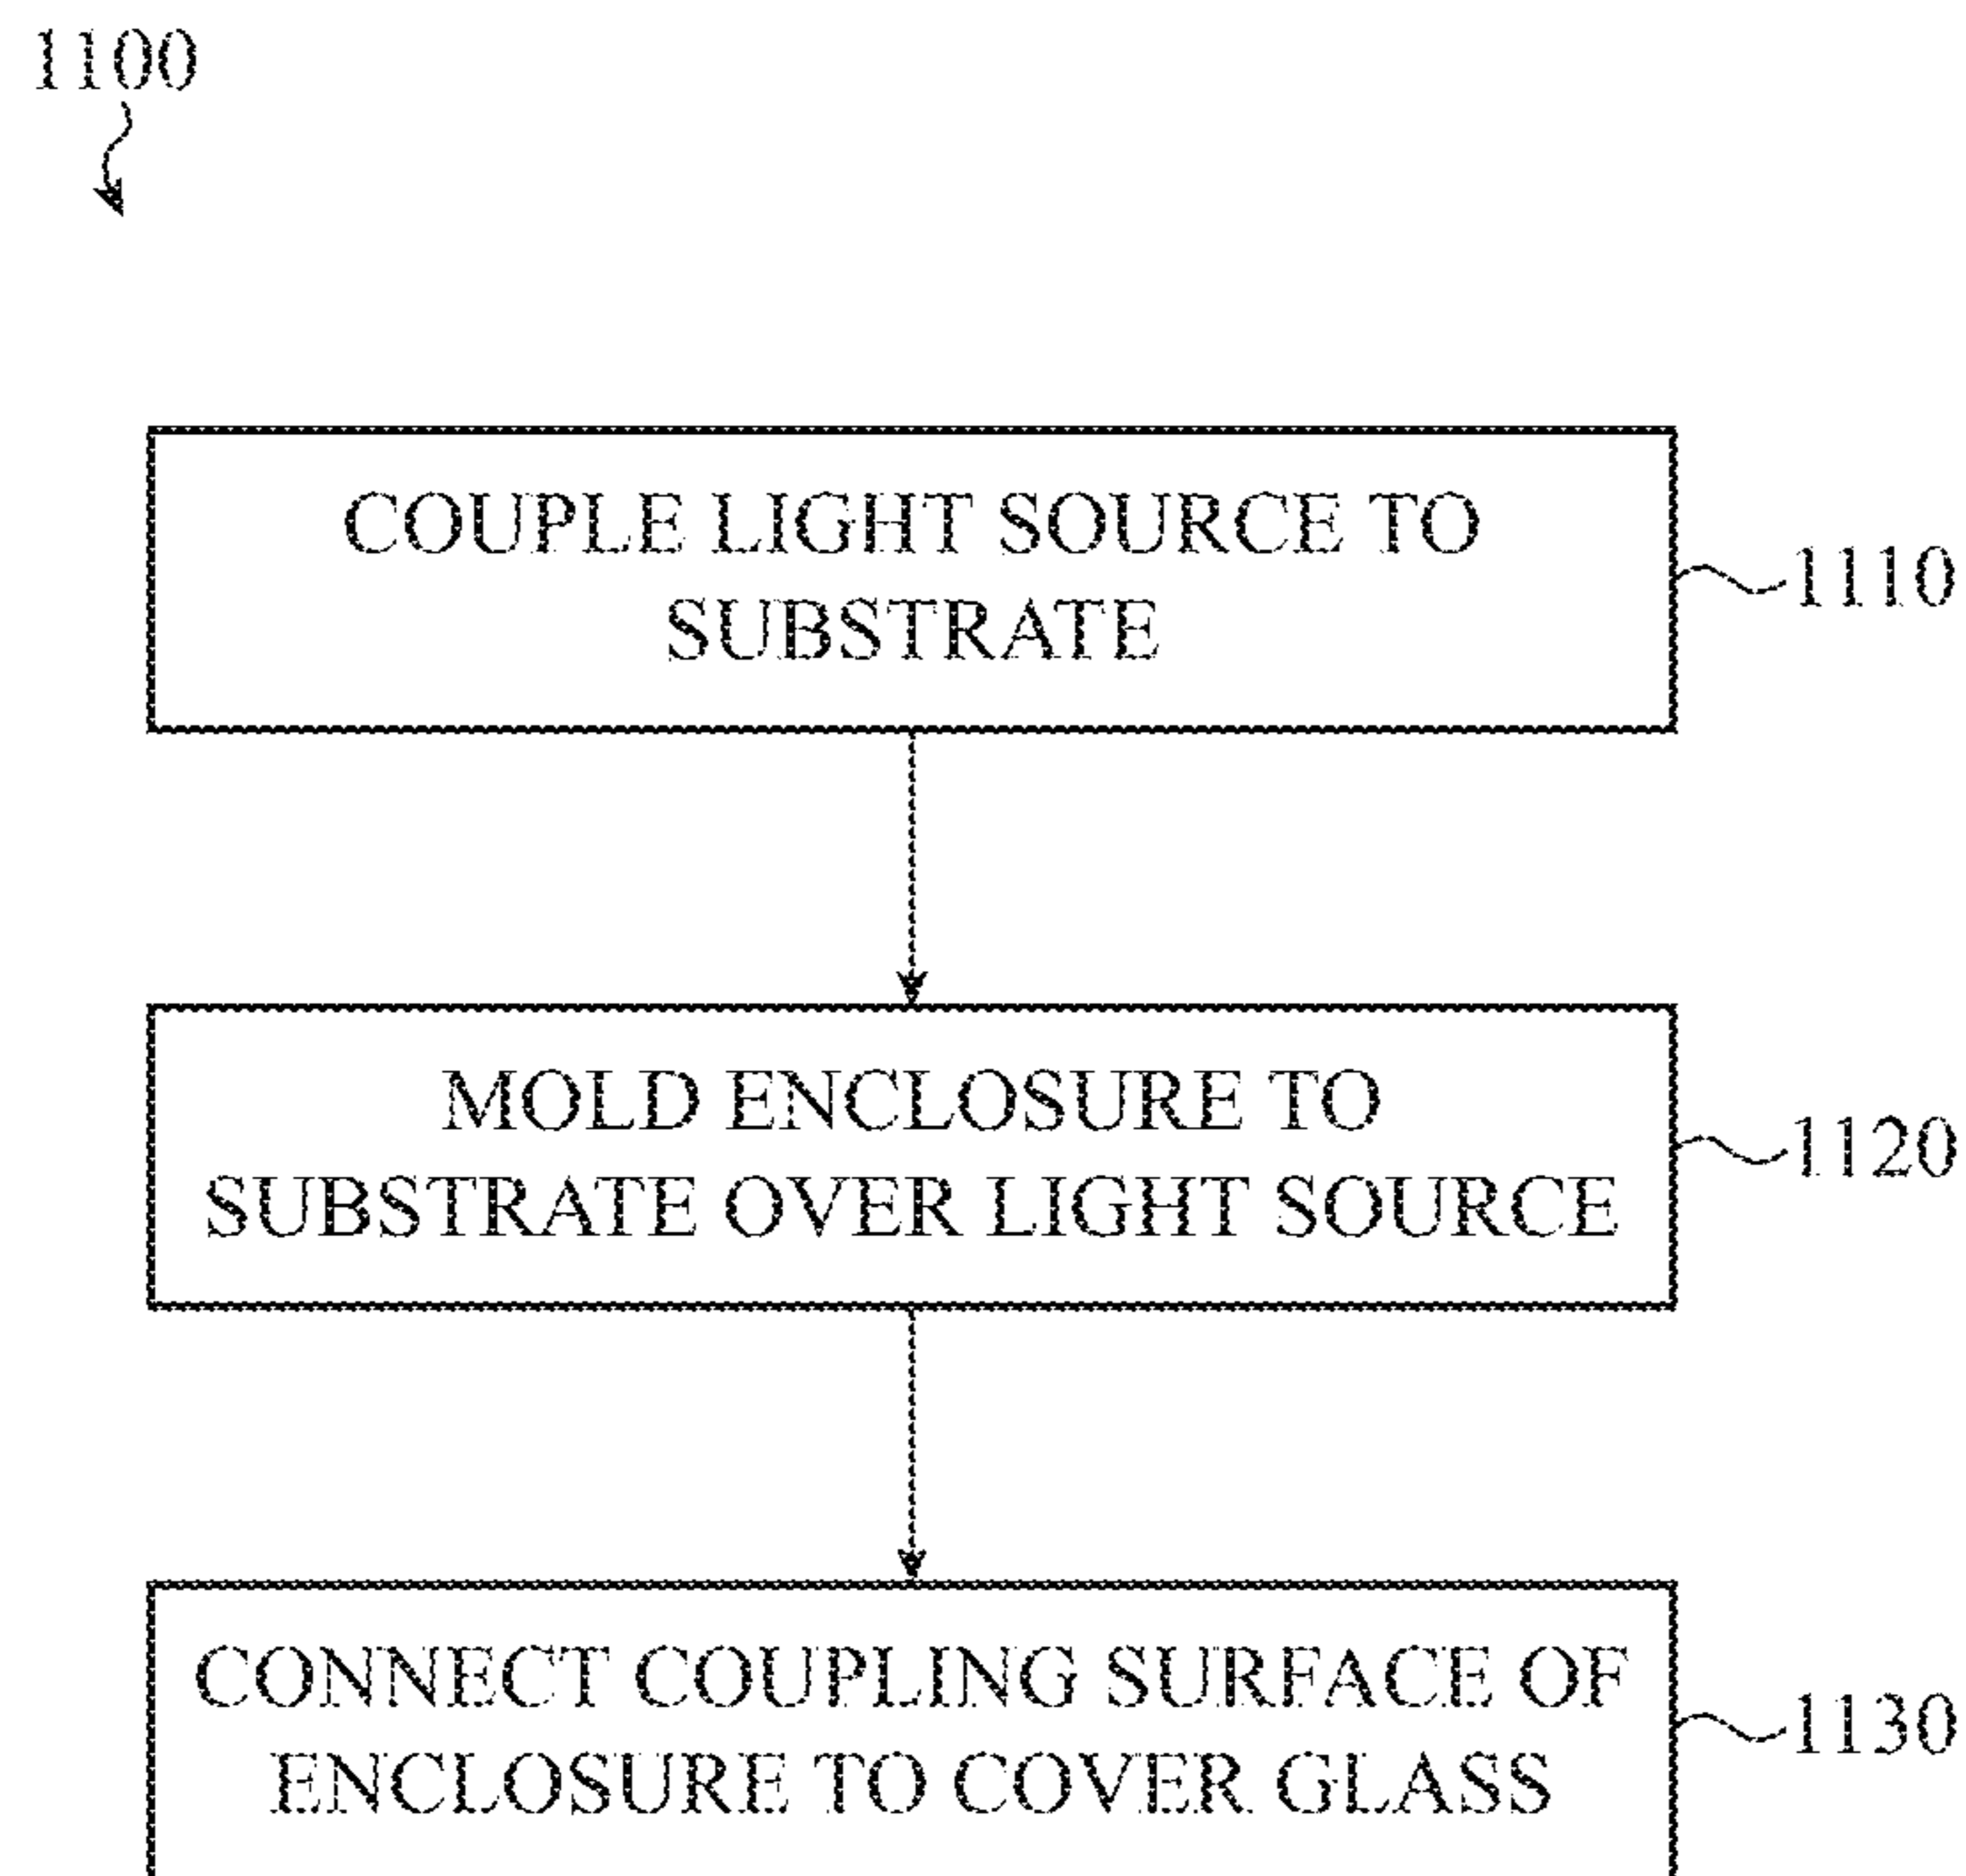 1100
COUPLE LIGHT SOURCE TO
SUBSTRATE
1110
MOLD ENCLOSURE TO
SUBSTRATE OVER LIGHT SOURCE
1120
CONNECT COUPLING SURFACE OF
ENCLOSURE TO COVER GLASS
1130